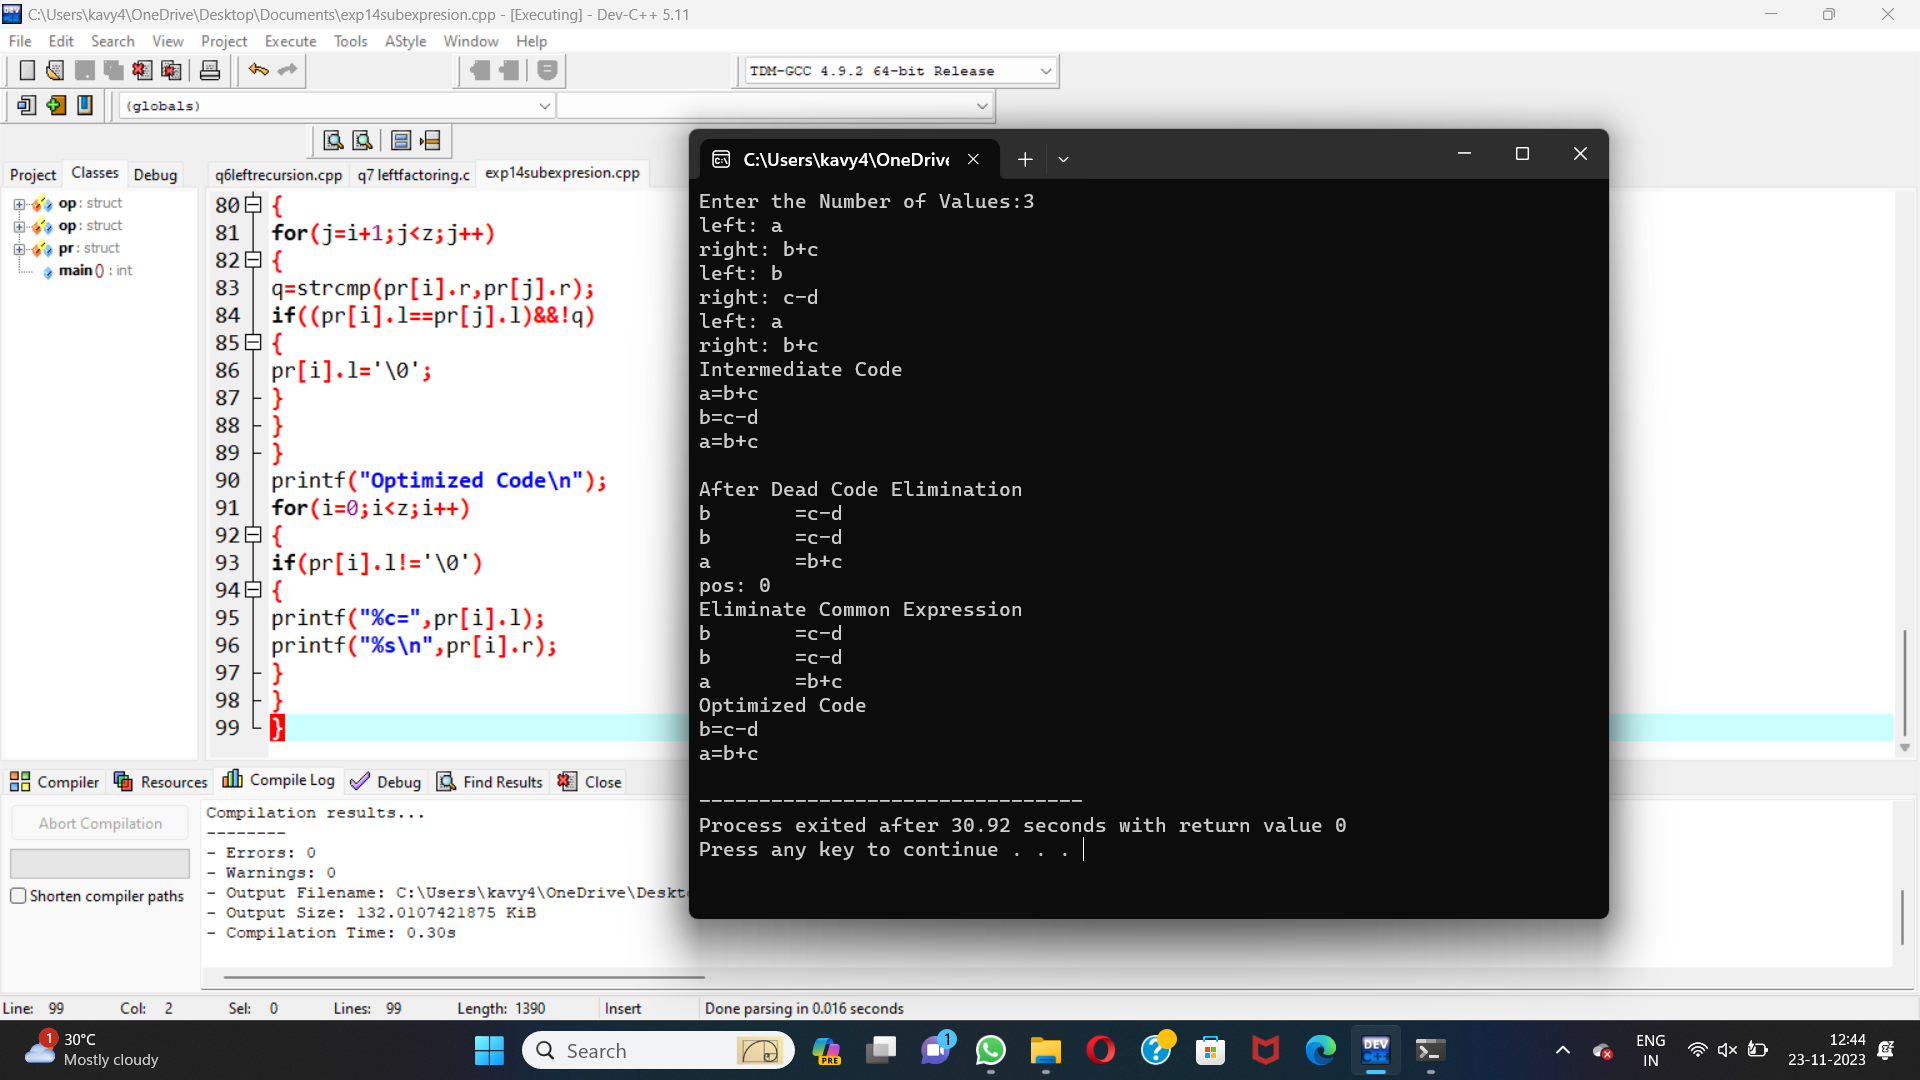 C:\Users\kavy4\OneDrive\Desktop\Documents\exp14subexpresion.cpp - [Executing] - Dev-C++ 5.11
File Edit Search View Project Execute Tools AStyle Window Help
TDM-GCC 4.9.2 64-bit Release
(globals)
Project Classes Debug
q6leftrecursion.cpp q7 leftfactoring.c exp14subexpresion.cpp
op : struct
op : struct
pr : struct
main () : int
80 {
81 for(j=i+1;j<z;j++)
82 {
83 q=strcmp(pr[i].r,pr[j].r);
84 if((pr[i].l==pr[j].l)&&!q)
85 {
86 pr[i].l='\0';
87 }
88 }
89 }
90 printf("Optimized Code\n");
91 for(i=0;i<z;i++)
92 {
93 if(pr[i].l!='\0')
94 {
95 printf("%c=",pr[i].l);
96 printf("%s\n",pr[i].r);
97 }
98 }
99 }
C:\Users\kavy4\OneDrive
Enter the Number of Values:3
left: a
right: b+c
left: b
right: c-d
left: a
right: b+c
Intermediate Code
a=b+c
b=c-d
a=b+c
After Dead Code Elimination
b =c-d
b =c-d
a =b+c
pos: 0
Eliminate Common Expression
b =c-d
b =c-d
a =b+c
Optimized Code
b=c-d
a=b+c
--------------------------------
Process exited after 30.92 seconds with return value 0
Press any key to continue . . .
Compiler Resources Compile Log Debug Find Results Close
Abort Compilation
Shorten compiler paths
Compilation results...
--------
- Errors: 0
- Warnings: 0
- Output Filename: C:\Users\kavy4\OneDrive\Deskt
- Output Size: 132.0107421875 KiB
- Compilation Time: 0.30s
Line: 99 Col: 2 Sel: 0 Lines: 99 Length: 1390 Insert Done parsing in 0.016 seconds
1
30°C
Mostly cloudy
Search
PRE
1
DEV
C++
ENG
IN
12:44
23-11-2023